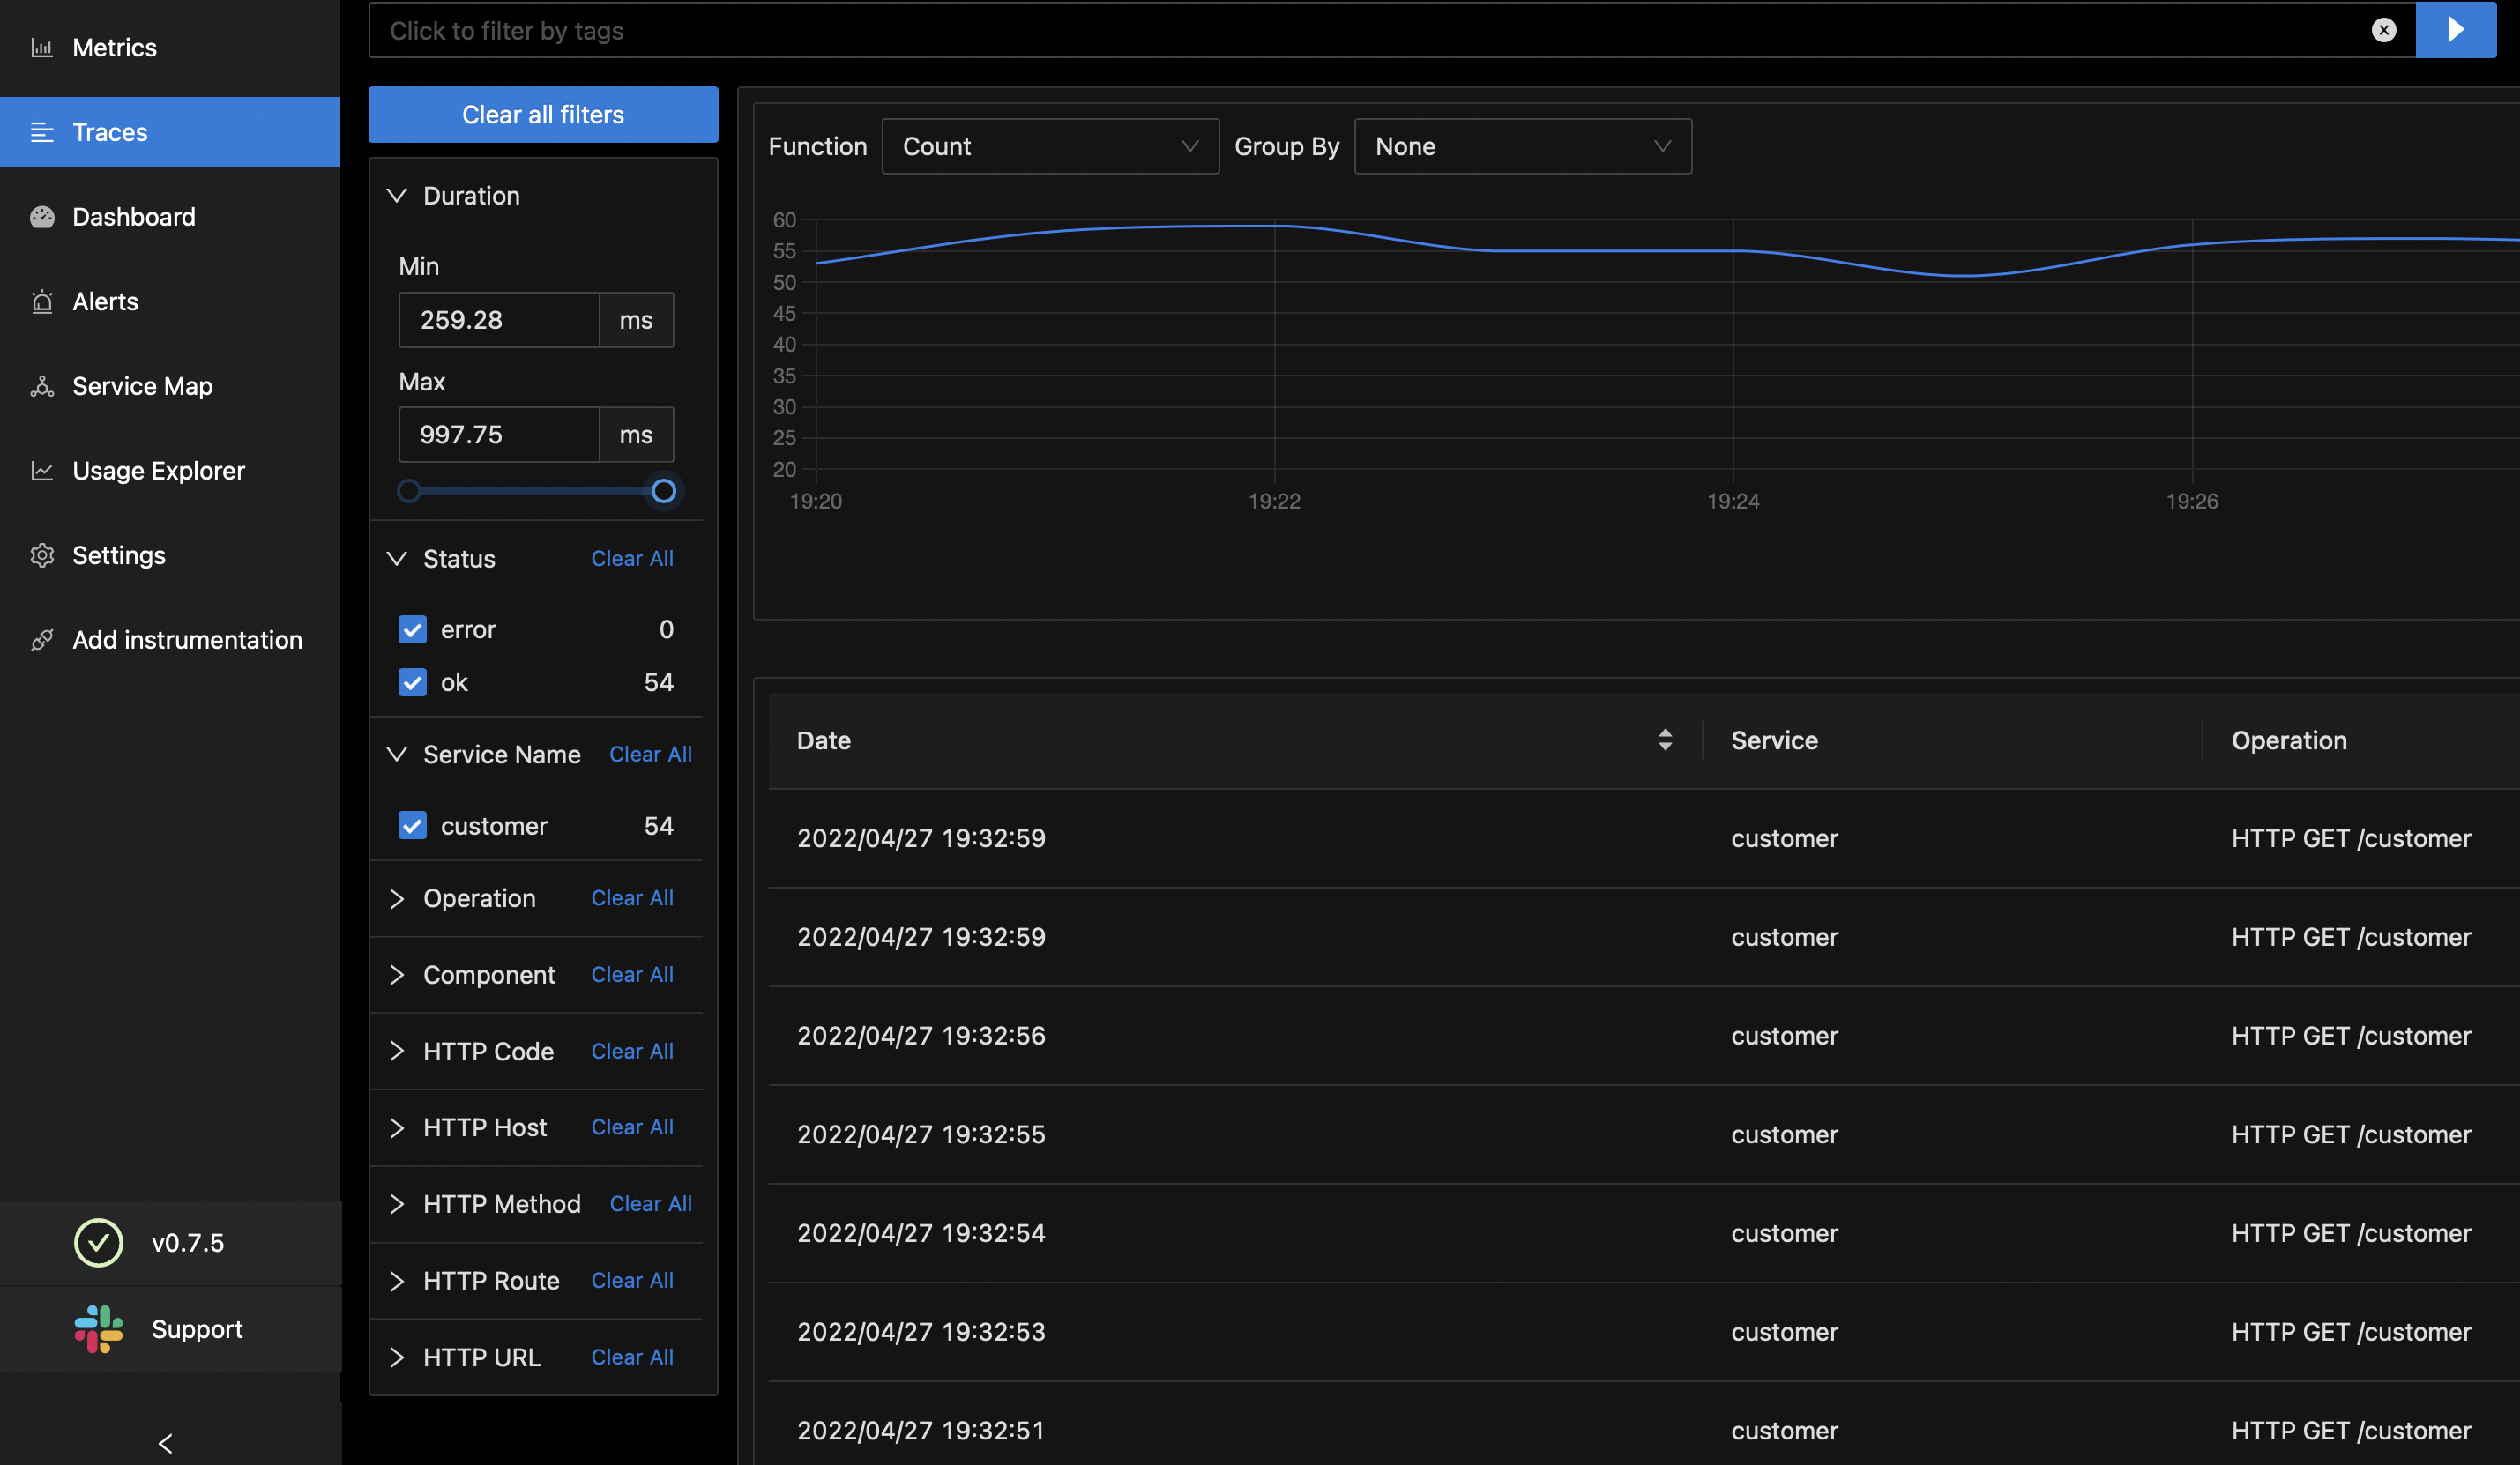 Metrics
Traces
Dashboard
Alerts
Service Map
Usage Explorer
Settings
Add instrumentation
v0.7.5
Support
Click to filter by tags
Clear all filters
Duration
Min
259.28 ms
Max
997.75 ms
Status Clear All
error 0
ok 54
Service Name Clear All
customer 54
Operation Clear All
Component Clear All
HTTP Code Clear All
HTTP Host Clear All
HTTP Method Clear All
HTTP Route Clear All
HTTP URL Clear All
Function Count Group By None
60
55
50
45
40
35
30
25
20
19:20 19:22 19:24 19:26
Date Service Operation
2022/04/27 19:32:59 customer HTTP GET /customer
2022/04/27 19:32:59 customer HTTP GET /customer
2022/04/27 19:32:56 customer HTTP GET /customer
2022/04/27 19:32:55 customer HTTP GET /customer
2022/04/27 19:32:54 customer HTTP GET /customer
2022/04/27 19:32:53 customer HTTP GET /customer
2022/04/27 19:32:51 customer HTTP GET /customer